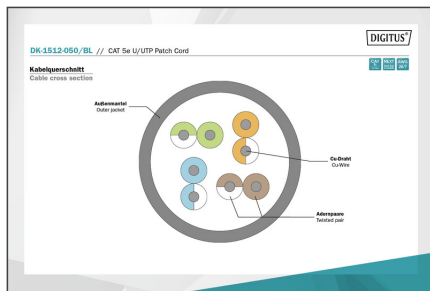 DIGITUS®
DK-1512-050/BL // CAT 5e U/UTP Patch Cord
Kabelquerschnitt
Cable cross section
Außenmantel
Outer jacket
Cu-Draht
Cu-Wire
Adernpaare
Twisted pair